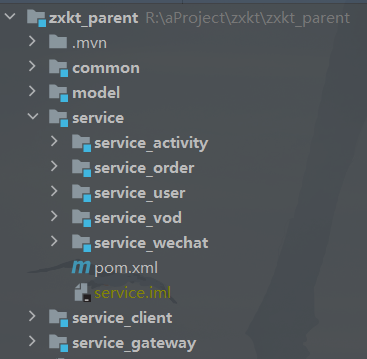 zxkt_parent R:\aProject\zxkt\zxkt_parent
.mvn
common
model
service
service_activity
service_order
service_user
service_vod
service_wechat
pom.xml
service.iml
service_client
service_gateway